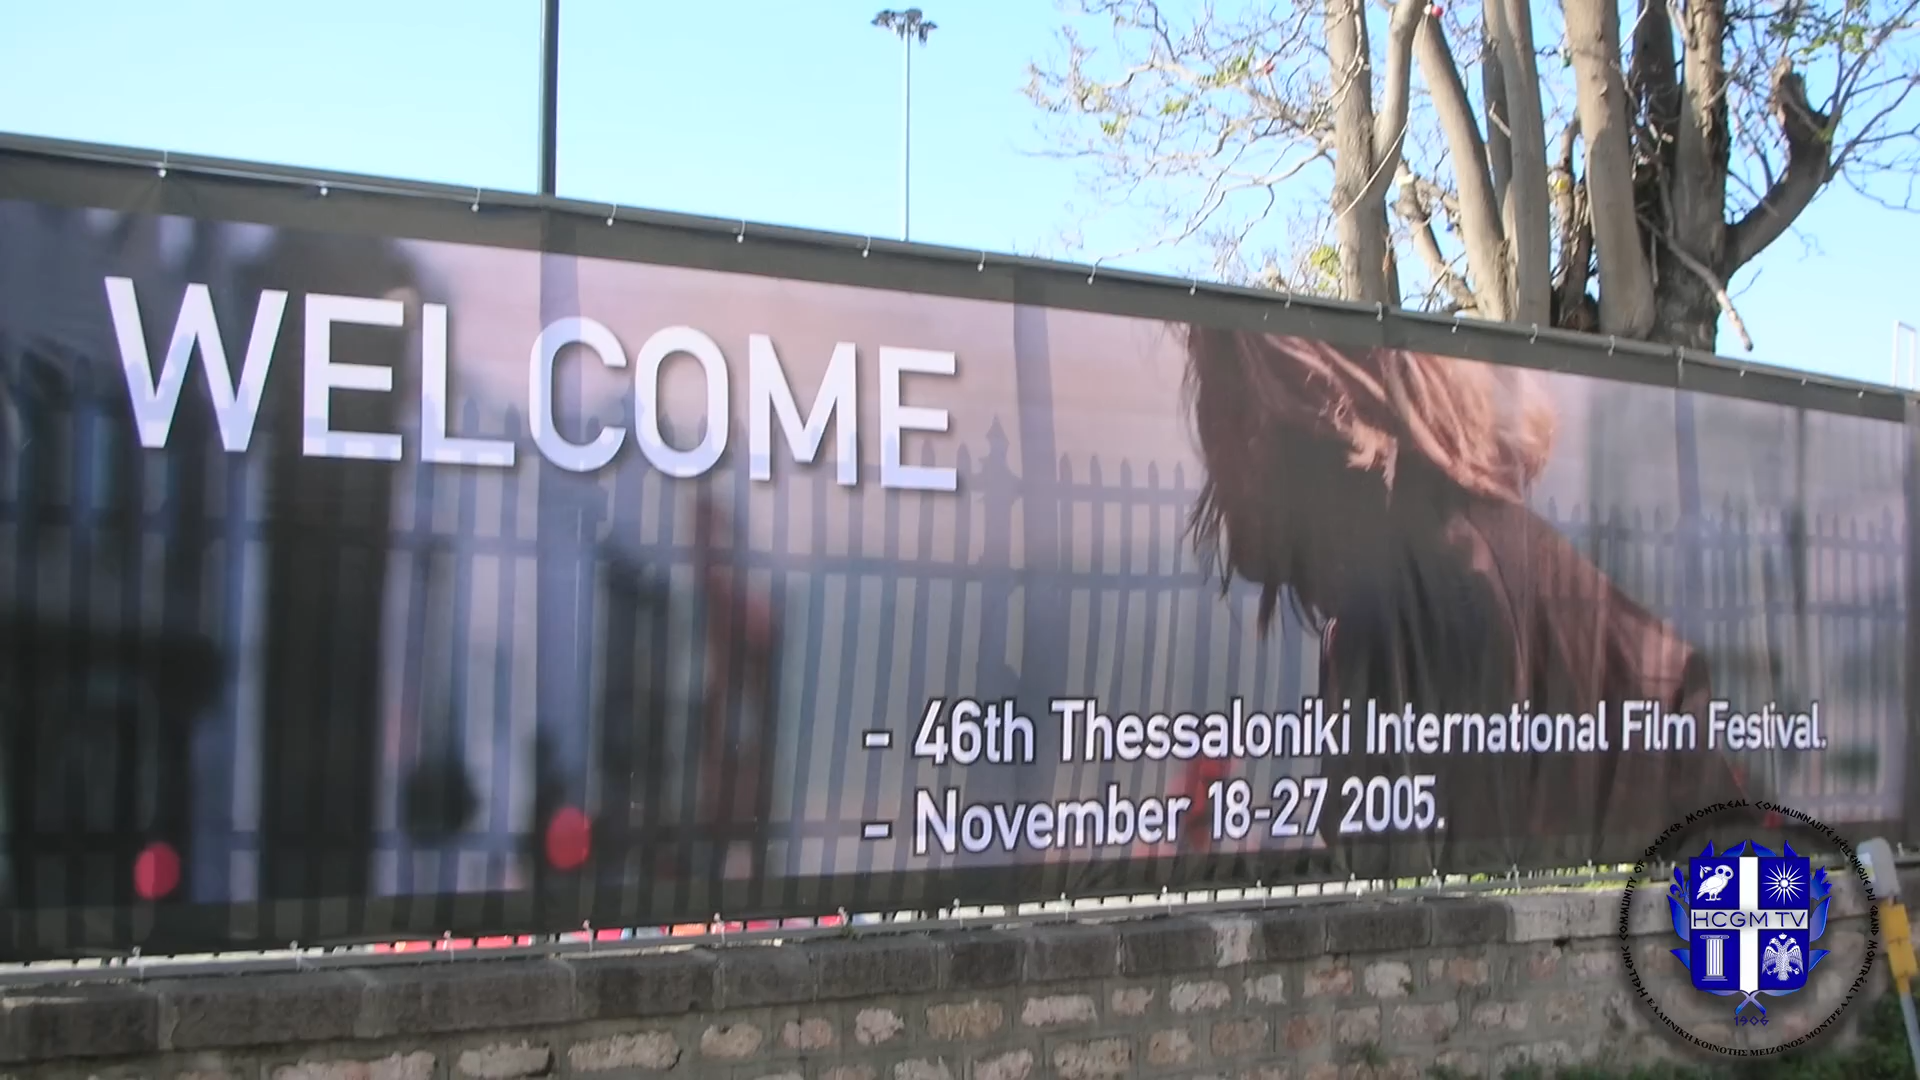 WELCOME
- 46th Thessaloniki International Film Festival.
- November 18-27 2005.
HELLENIC COMMUNITY OF GREATER MONTREAL
COMMUNAUTÉ HELLÉNIQUE DU GRAND MONTRÉAL
ΕΛΛΗΝΙΚΗ ΚΟΙΝΟΤΗΣ ΜΕΙΖΟΝΟΣ ΜΟΝΤΡΕΑΛΗΣ
HCGM TV
1906